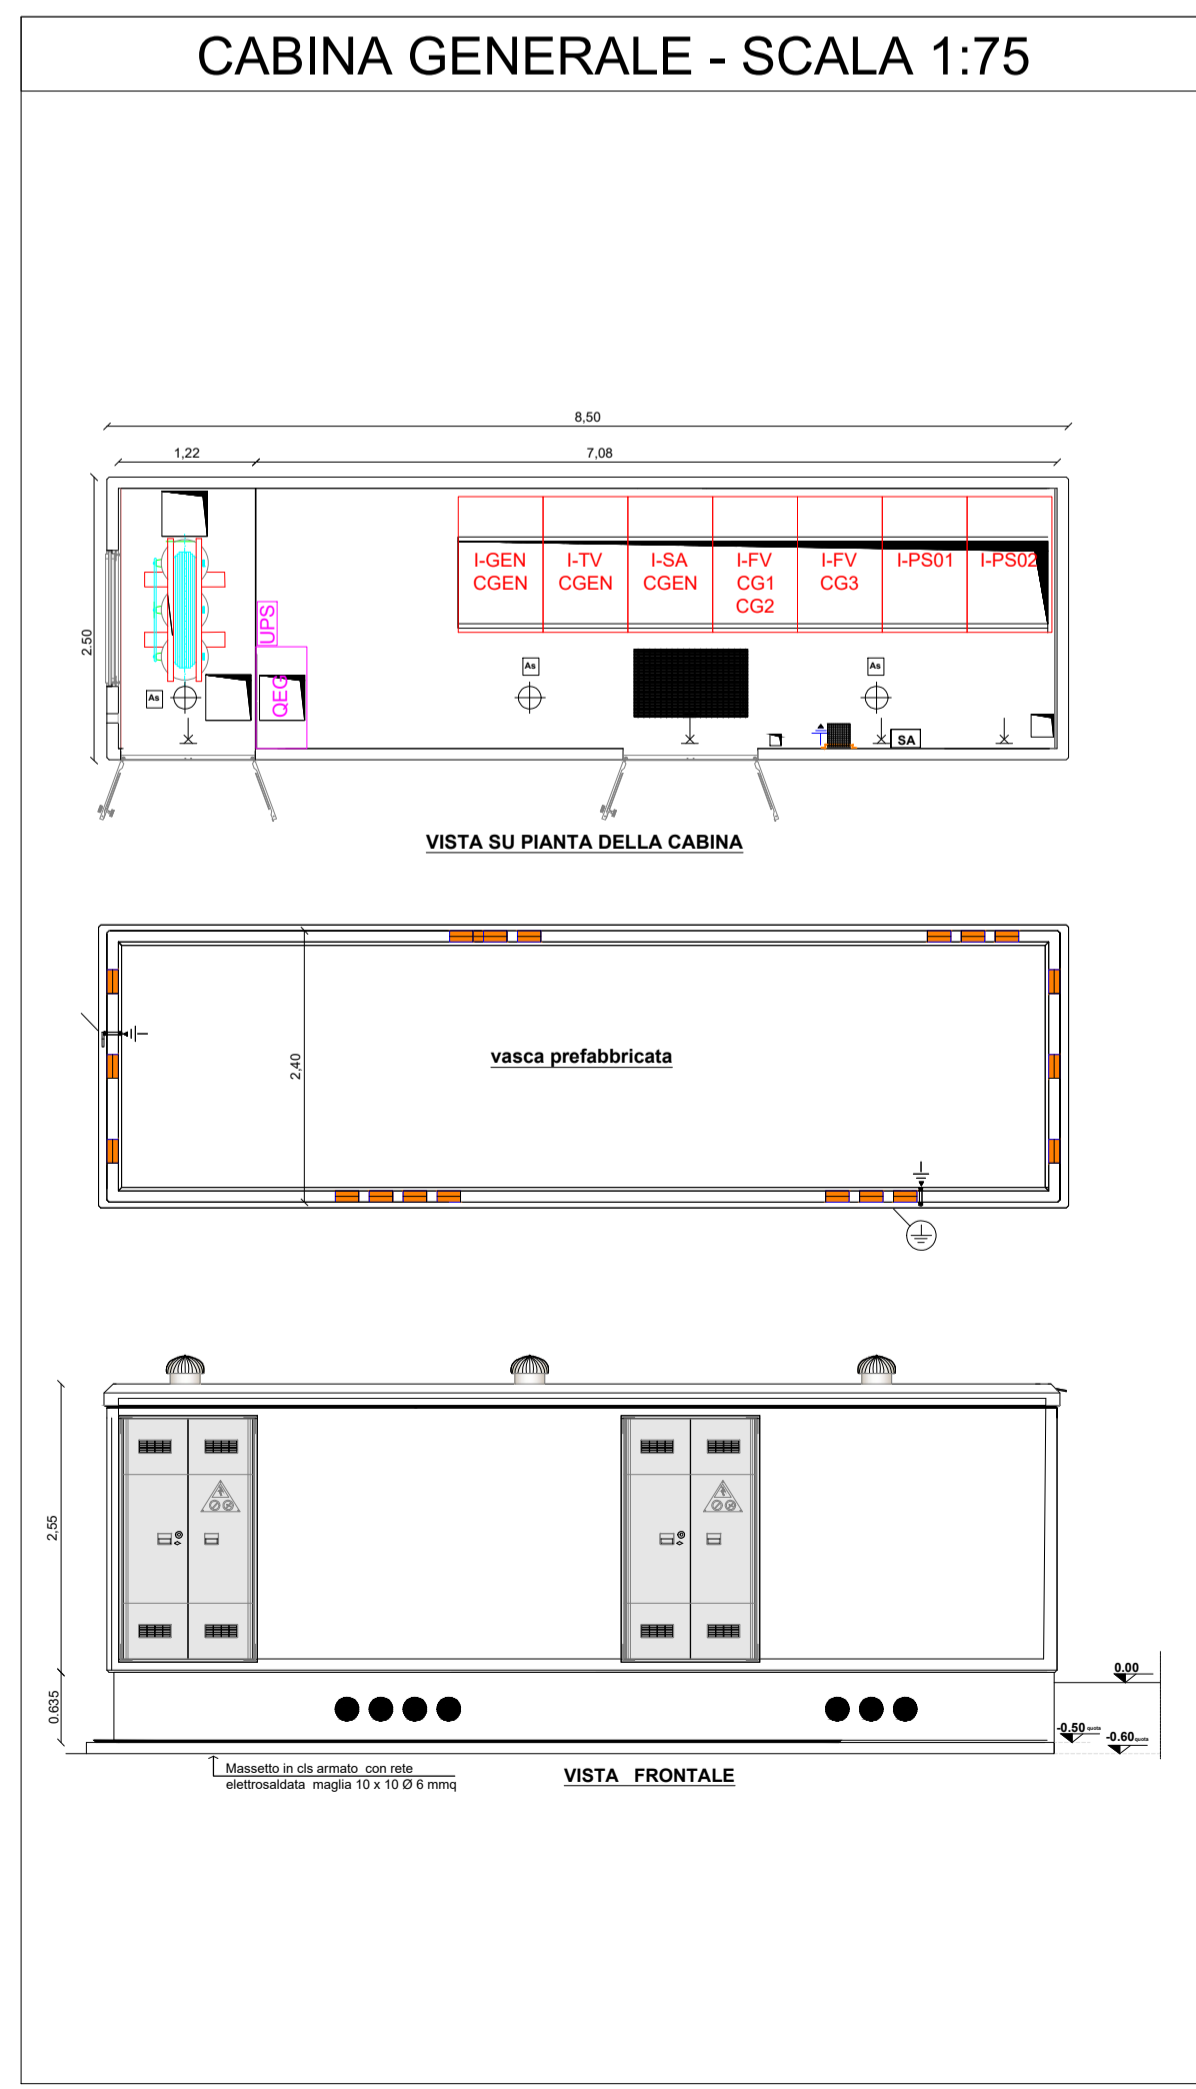 CABINA GENERALE - SCALA 1:75
8,50
1,22
7,08
2.50
I-GEN
CGEN
I-TV
CGEN
I-SA
CGEN
I-FV
CG1
CG2
I-FV
CG3
I-PS01
I-PS02
UPS
QEG
As
As
As
SA
VISTA SU PIANTA DELLA CABINA
2,40
vasca prefabbricata
2,55
0.635
0.00
-0.50 quota
-0.60 quota
Massetto in cls armato con rete
elettrosaldata maglia 10 x 10 Ø 6 mmq
VISTA FRONTALE